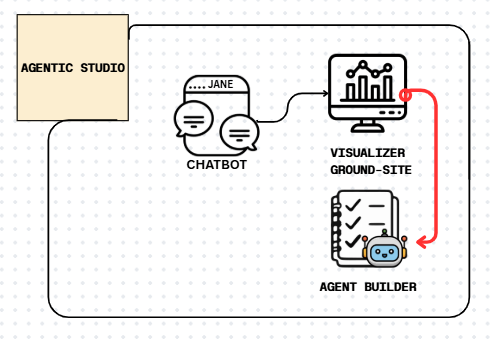 AGENTIC STUDIO
JANE
CHATBOT
VISUALIZER
GROUND-SITE
AGENT BUILDER